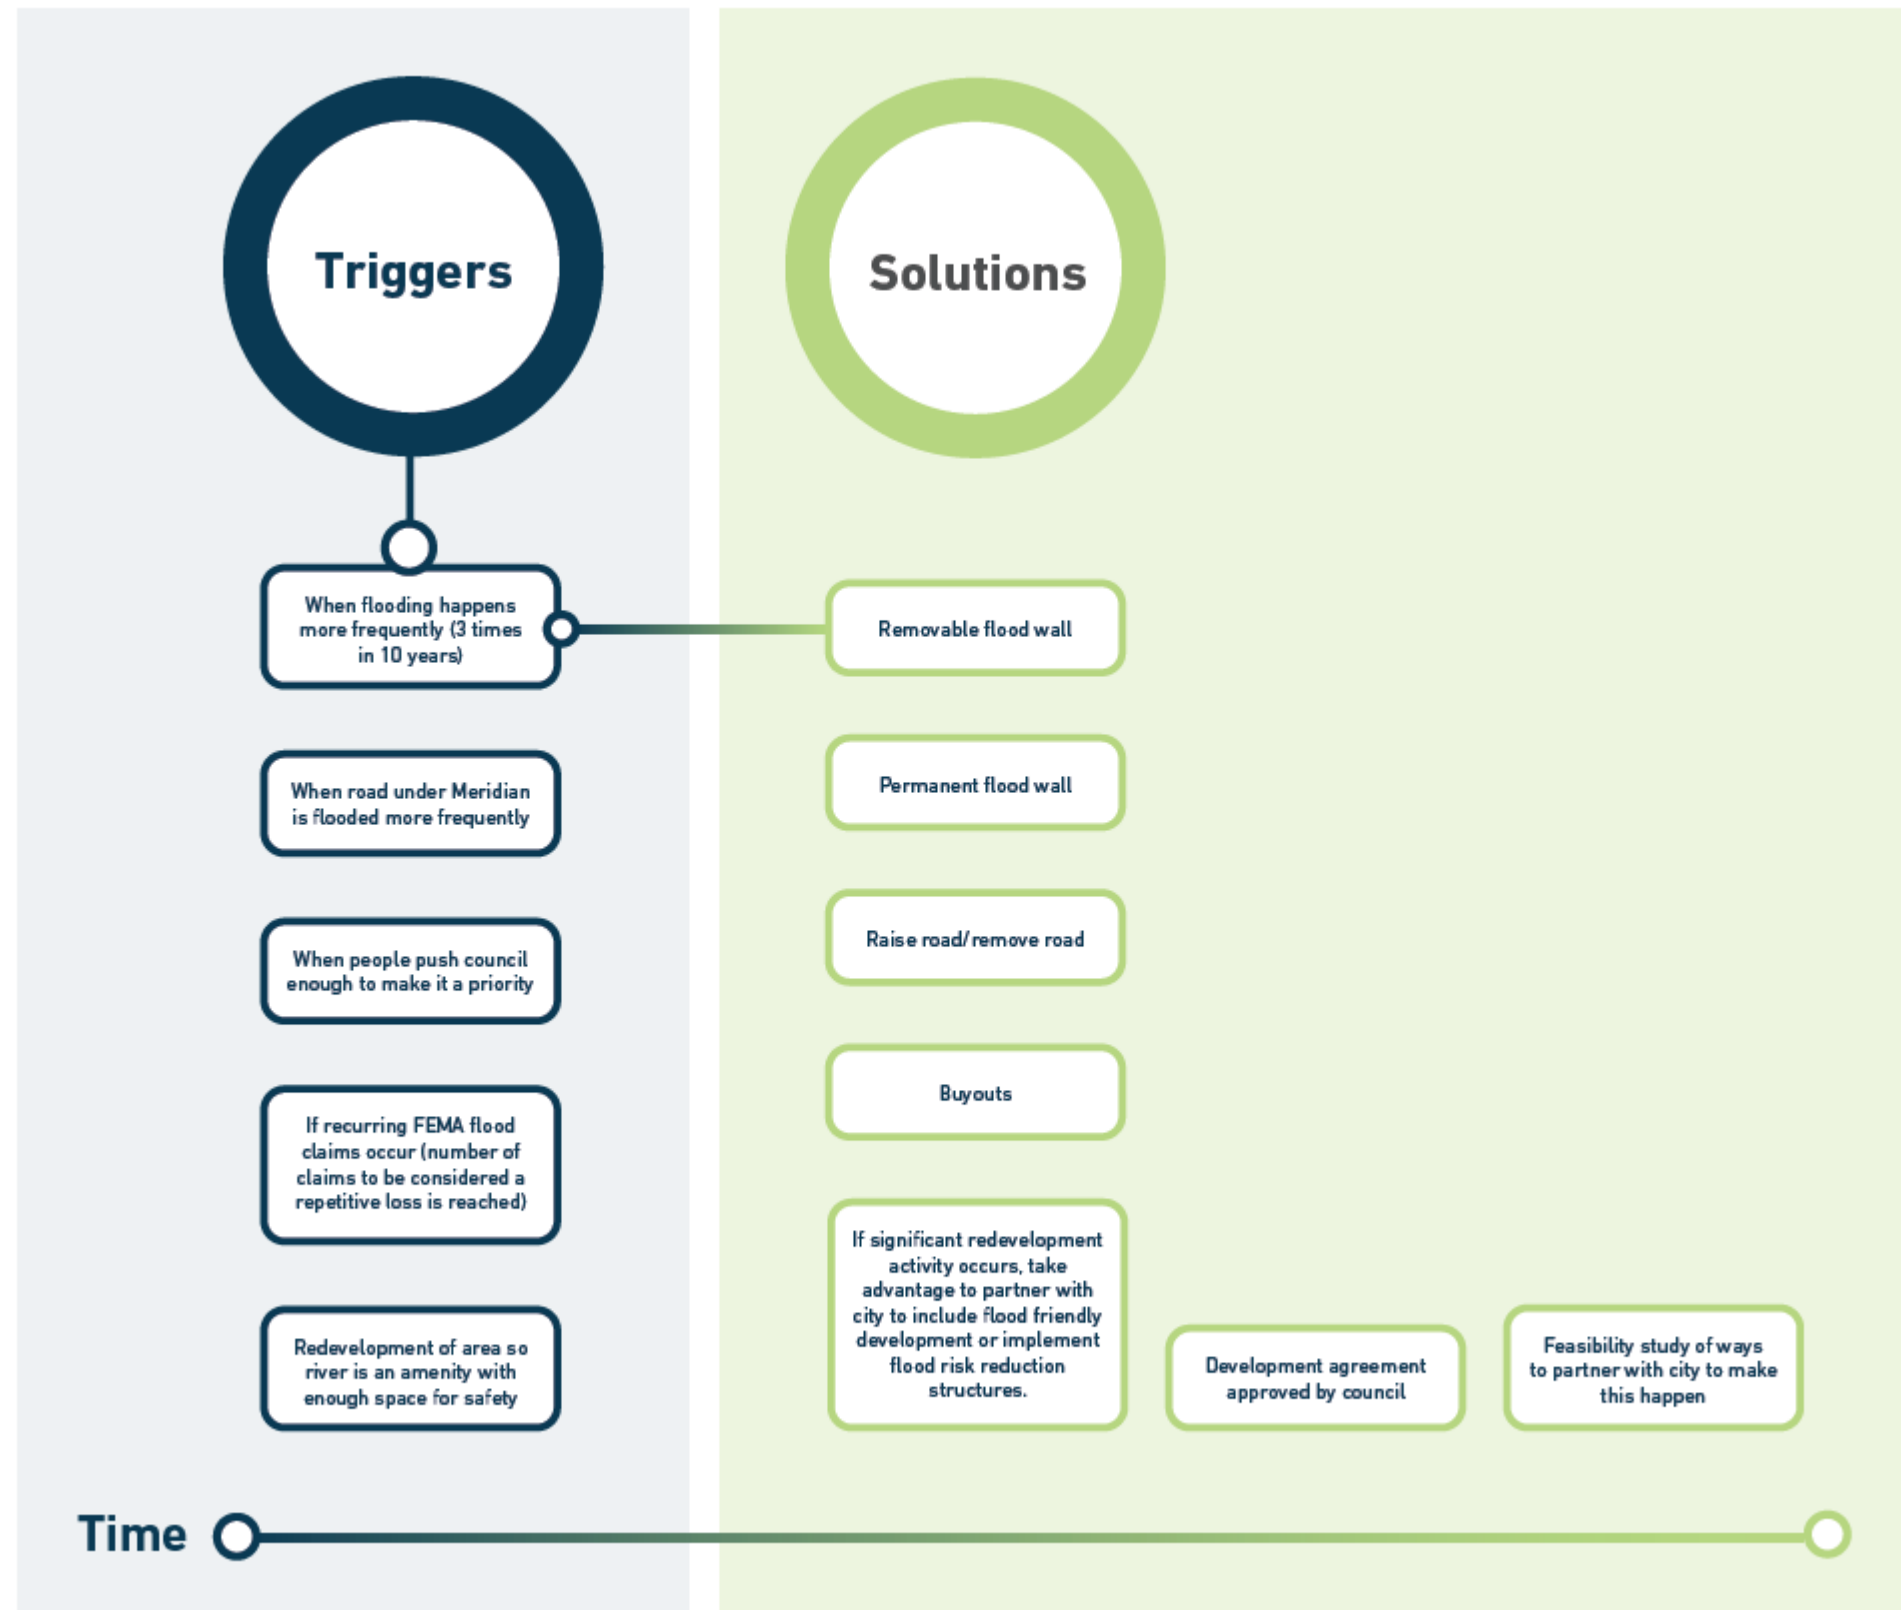 Triggers
Solutions
When flooding happens
more frequently (3 times
in 10 years)
Removable flood wall
When road under Meridian
is flooded more frequently
Permanent flood wall
When people push council
enough to make it a priority
Raise road/remove road
If recurring FEMA flood
claims occur (number of
claims to be considered a
repetitive loss is reached)
Buyouts
Redevelopment of area so
river is an amenity with
enough space for safety
If significant redevelopment
activity occurs, take
advantage to partner with
city to include flood friendly
development or implement
flood risk reduction
structures.
Development agreement
approved by council
Feasibility study of ways
to partner with city to make
this happen
Time